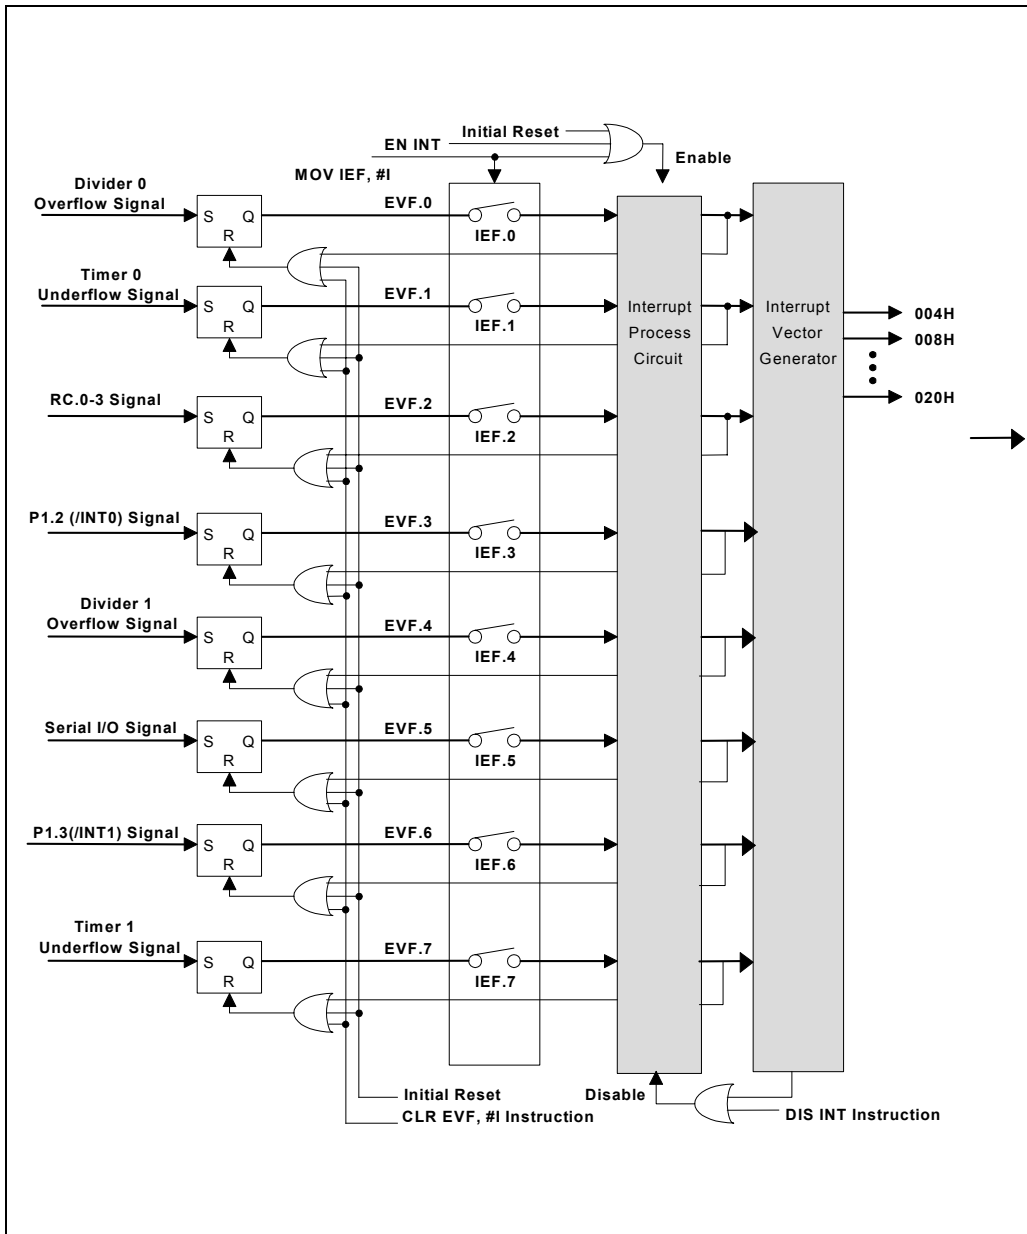 Initial Reset
EN INT
Enable
MOV IEF, #I
Divider 0
Overflow Signal
S Q
R
EVF.0
IEF.0
Timer 0
Underflow Signal
S Q
R
EVF.1
IEF.1
Interrupt
Process
Circuit
Interrupt
Vector
Generator
004H
008H
020H
RC.0-3 Signal
S Q
R
EVF.2
IEF.2
P1.2 (/INT0) Signal
S Q
R
EVF.3
IEF.3
Divider 1
Overflow Signal
S Q
R
EVF.4
IEF.4
Serial I/O Signal
S Q
R
EVF.5
IEF.5
P1.3(/INT1) Signal
S Q
R
EVF.6
IEF.6
Timer 1
Underflow Signal
S Q
R
EVF.7
IEF.7
Initial Reset
CLR EVF, #I Instruction
Disable
DIS INT Instruction